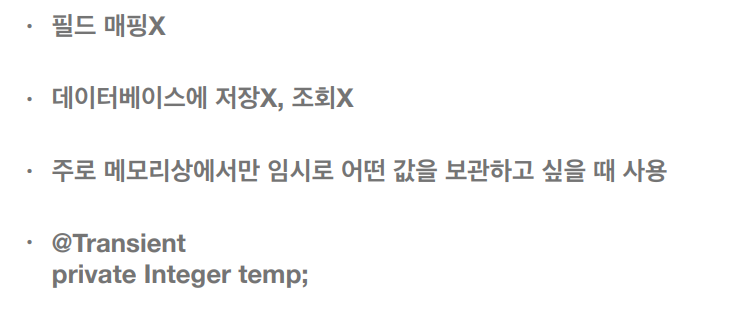 · 필드 매핑X
· 데이터베이스에 저장X, 조회X
· 주로 메모리상에서만 임시로 어떤 값을 보관하고 싶을 때 사용
· @Transient
private Integer temp;